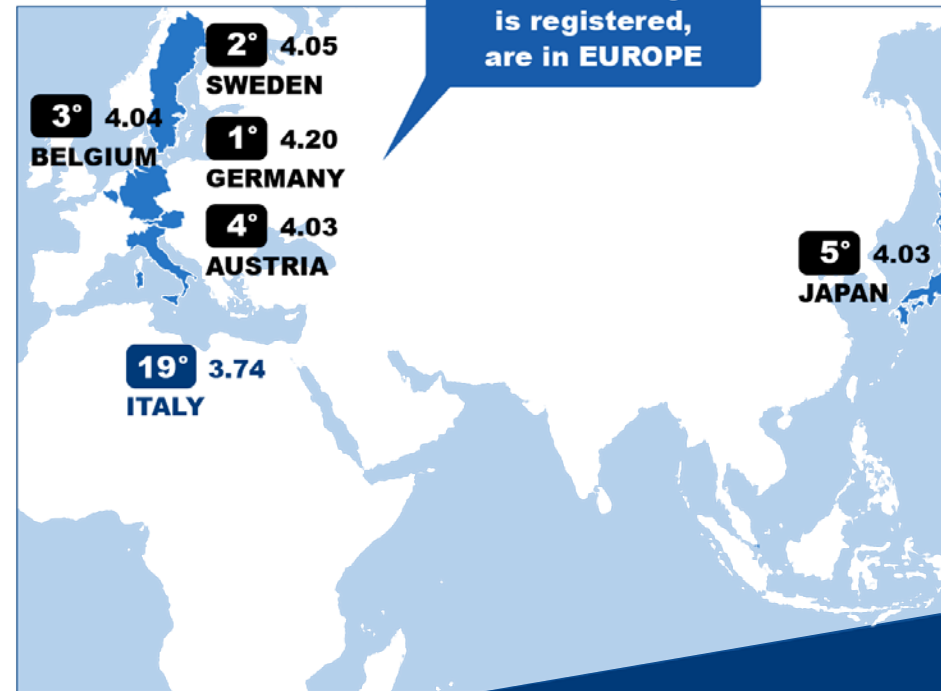 is registered,
are in EUROPE
2° 4.05
SWEDEN
3° 4.04
BELGIUM
1° 4.20
GERMANY
4° 4.03
AUSTRIA
5° 4.03
JAPAN
19° 3.74
ITALY